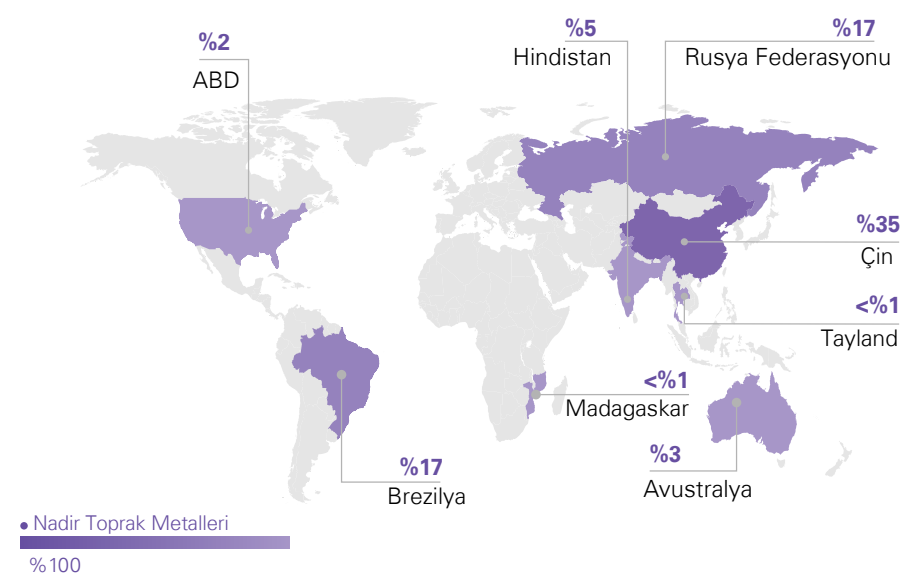 %2
ABD
%5
Hindistan
%17
Rusya Federasyonu
%35
Çin
<%1
Tayland
<%1
Madagaskar
%3
Avustralya
%17
Brezilya
Nadir Toprak Metalleri
%100